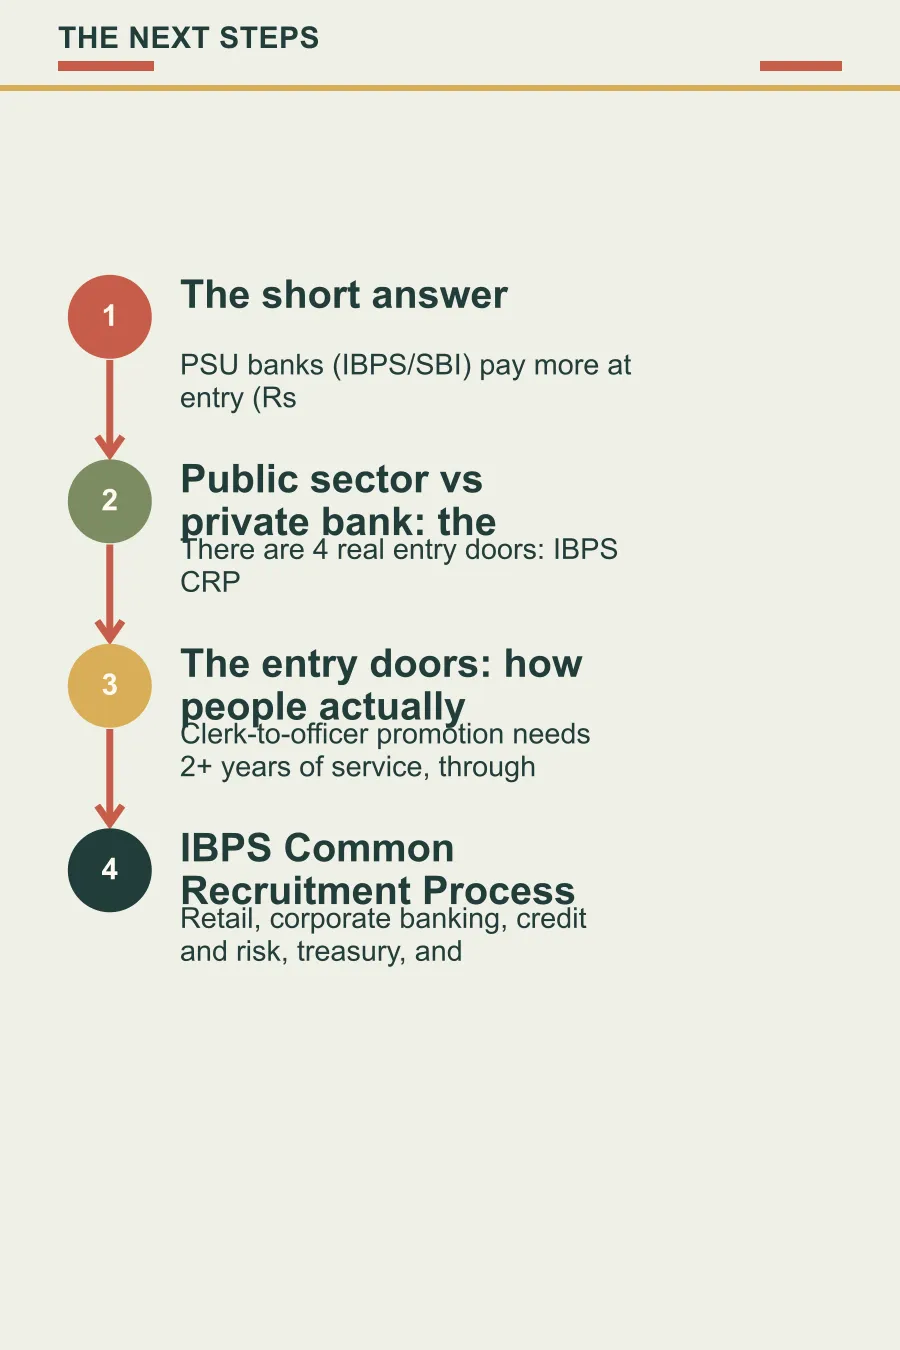 THE NEXT STEPS
1
The short answer
PSU banks (IBPS/SBI) pay more at
entry (Rs
2
Public sector vs
private bank: the
There are 4 real entry doors: IBPS
CRP
3
The entry doors: how
people actually
Clerk-to-officer promotion needs
2+ years of service, through
4
IBPS Common
Recruitment Process
Retail, corporate banking, credit
and risk, treasury, and